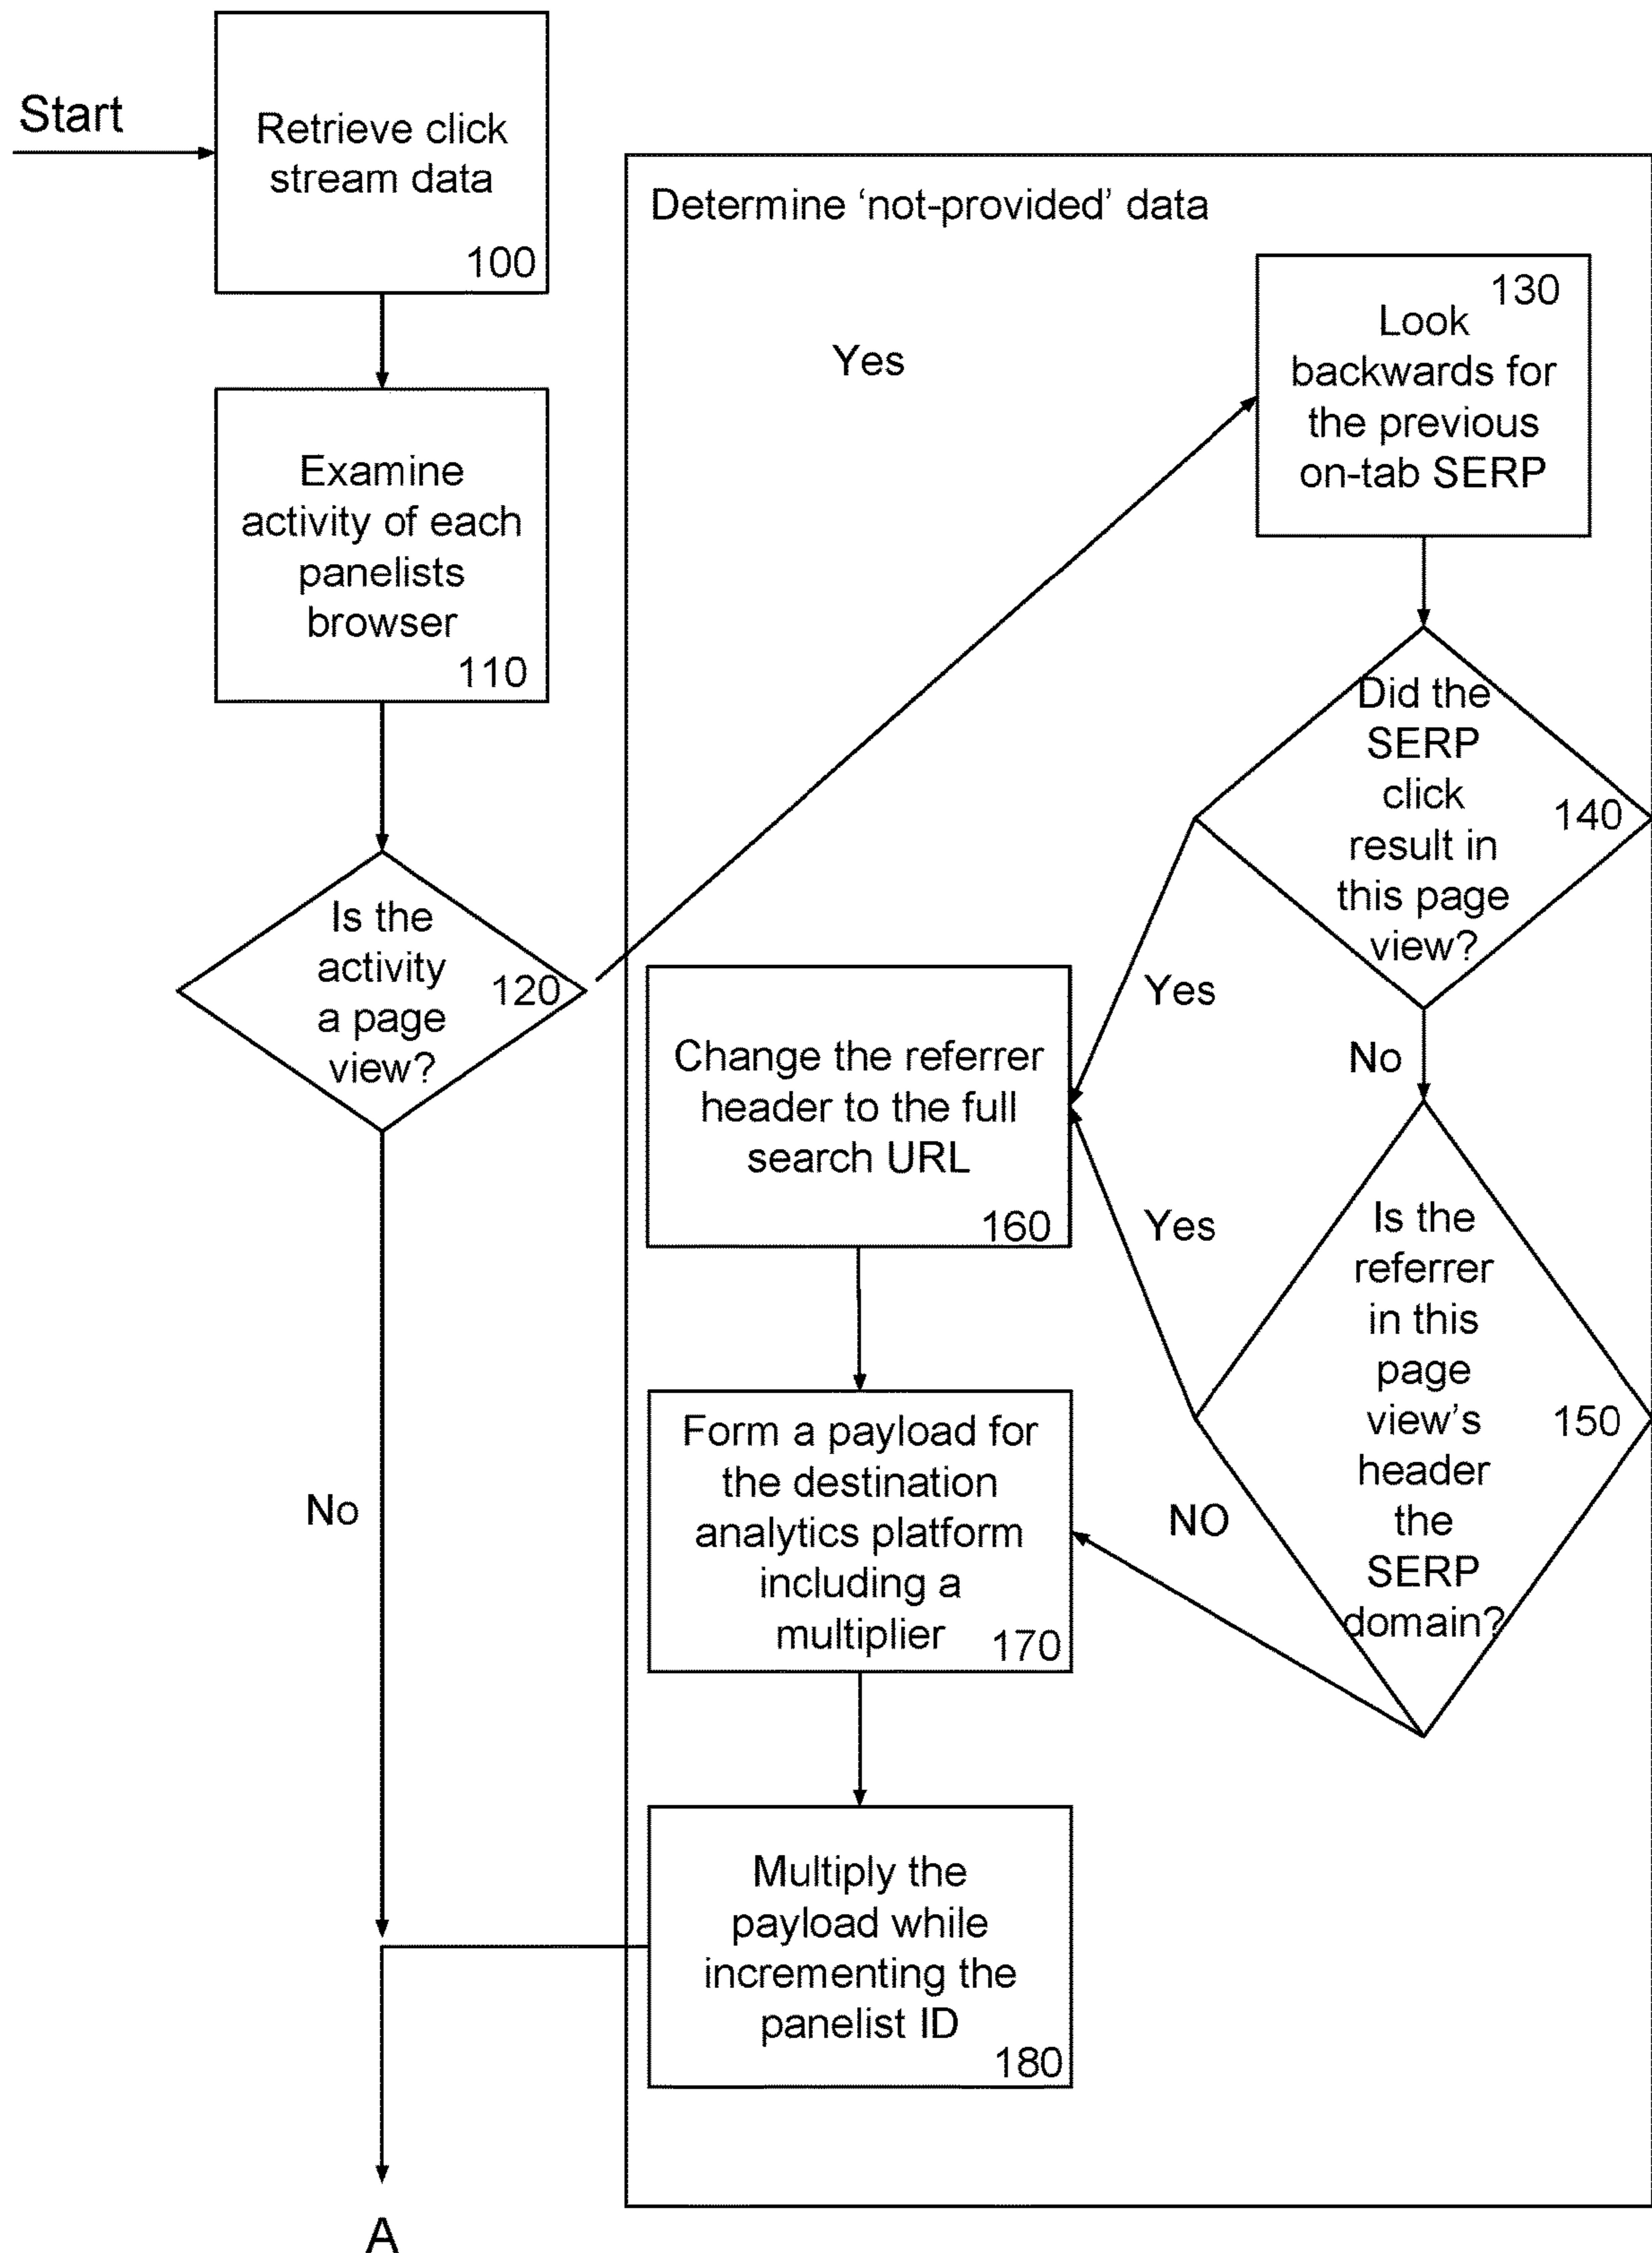 Start
Retrieve click
stream data
100
Examine
activity of each
panelists
browser
110
Is the
activity
a page
view?
120
No
Determine ‘not-provided’ data
Yes
130
Look
backwards for
the previous
on-tab SERP
Did the
SERP
click
result in
this page
view?
140
Yes
No
Is the
referrer
in this
page
view’s
header
the
SERP
domain?
150
Yes
NO
Change the referrer
header to the full
search URL
160
Form a payload for
the destination
analytics platform
including a
multiplier
170
Multiply the
payload while
incrementing the
panelist ID
180
A